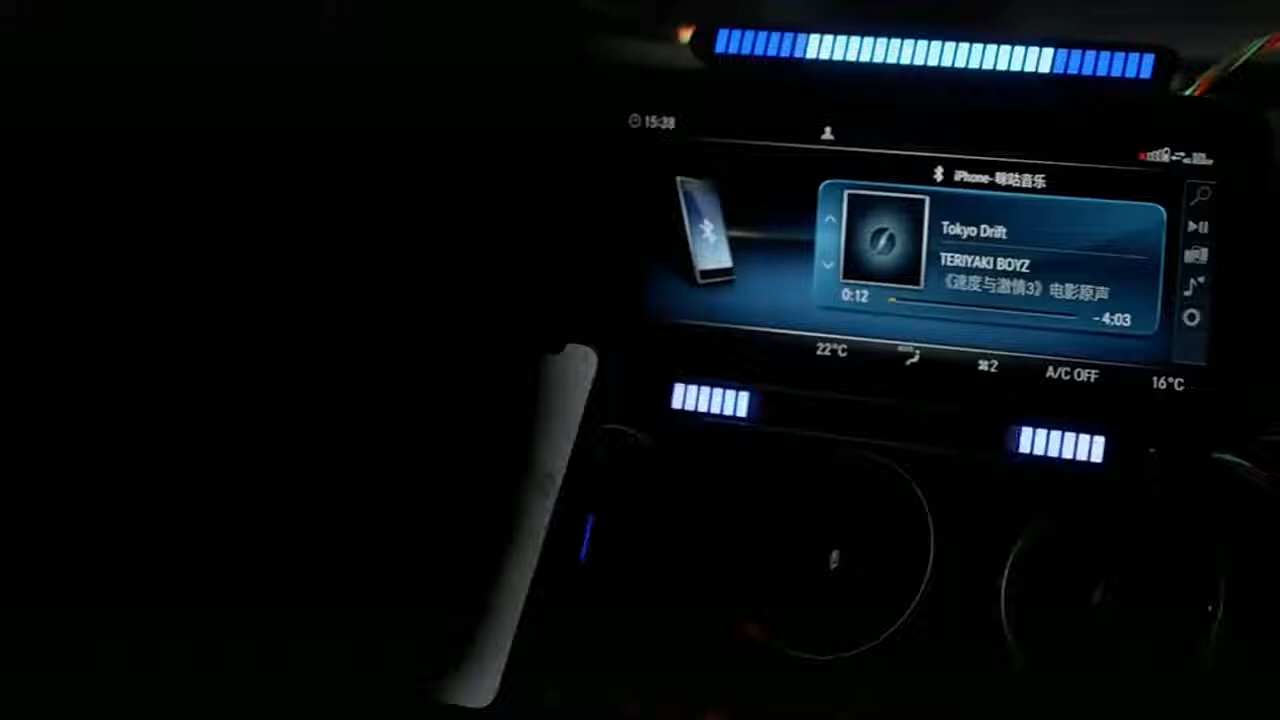 15:38
iPhone-咪咕音乐
Tokyo Drift
TERIYAKI BOYZ
《速度与激情3》电影原声
0:12
-4:03
22°C
2
A/C OFF
16°C